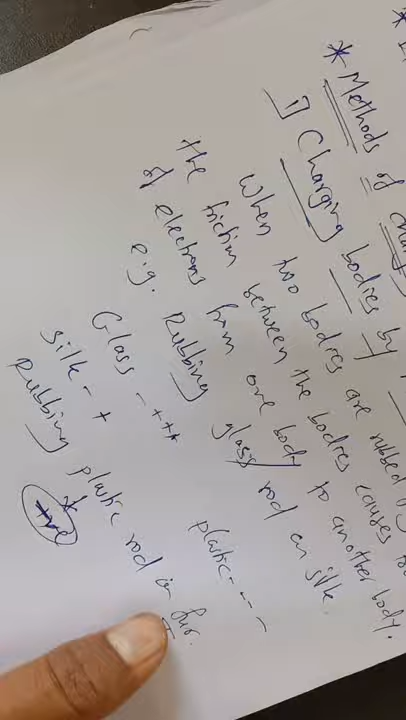 * Methods of
1] Charging bodies by
When two bodies are rubbed
the friction between the bodies causes
of electrons from one body to another body.
e.g. Rubbing glass rod on silk.
Glass - +++
Silk - +
plastic - - -
Rubbing plastic rod in fur.
+ve